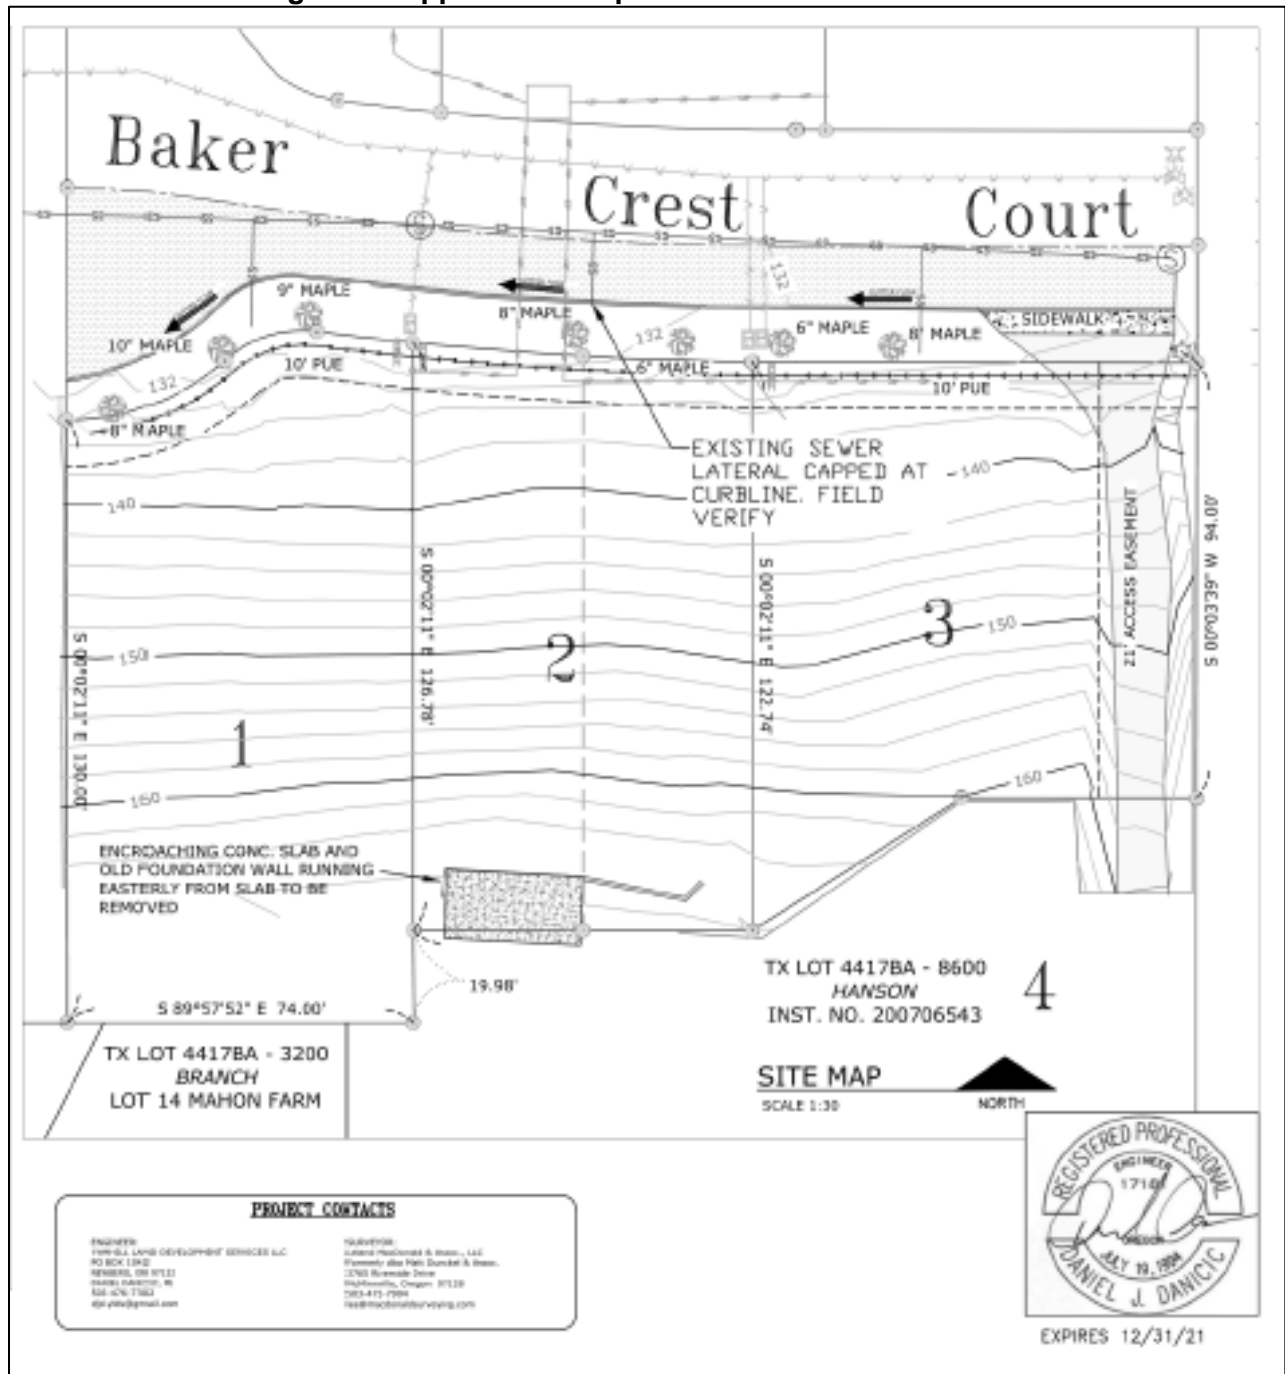 Baker
Crest
Court
132
9" MAPLE
8" MAPLE
SIDEWALK
6" MAPLE
8" MAPLE
10" MAPLE
132
132
10' PUE
6" MAPLE
10' PUE
8" MAPLE
EXISTING SEWER
LATERAL CAPPED AT
CURBLINE. FIELD
VERIFY
140
140
21' ACCESS EASEMENT
S 00°03'39" W 94.00'
S 00°02'11" E 126.78'
S 00°02'11" E 122.74'
S 00°02'11" E 130.00'
150
150
1
2
3
160
160
ENCROACHING CONC. SLAB AND
OLD FOUNDATION WALL RUNNING
EASTERLY FROM SLAB TO BE
REMOVED
19.98'
S 89°57'52" E 74.00'
TX LOT 4417BA - 8600
HANSON
INST. NO. 200706543
4
TX LOT 4417BA - 3200
BRANCH
LOT 14 MAHON FARM
SITE MAP
SCALE 1:30
NORTH
REGISTERED PROFESSIONAL
ENGINEER
OREGON
JULY 19, 1994
DANIEL J. DANICIC
EXPIRES 12/31/21
PROJECT CONTACTS
ENGINEER:
SURVEYOR: